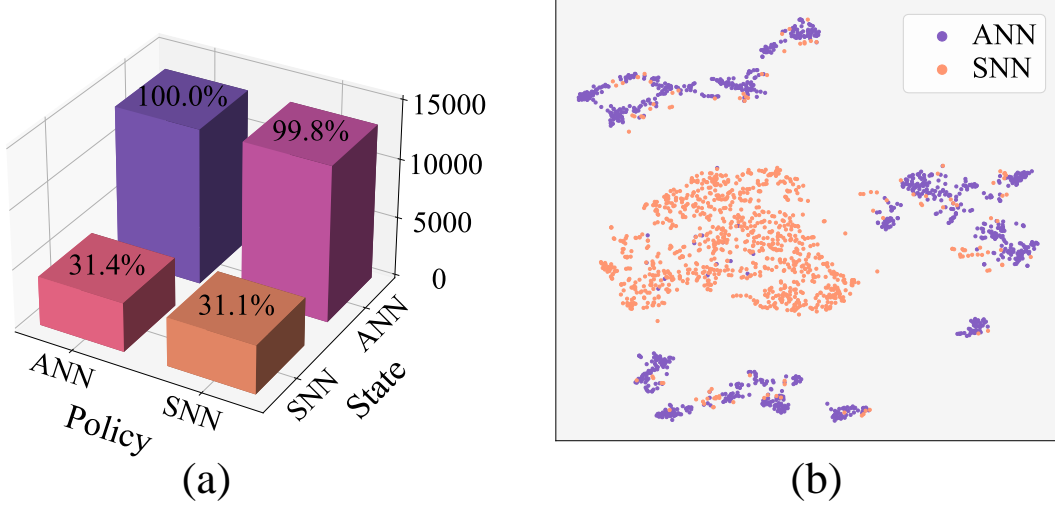 100.0%
99.8%
31.4%
31.1%
15000
10000
5000
0
ANN
SNN
Policy
SNN
ANN
State
(a)
ANN
SNN
(b)